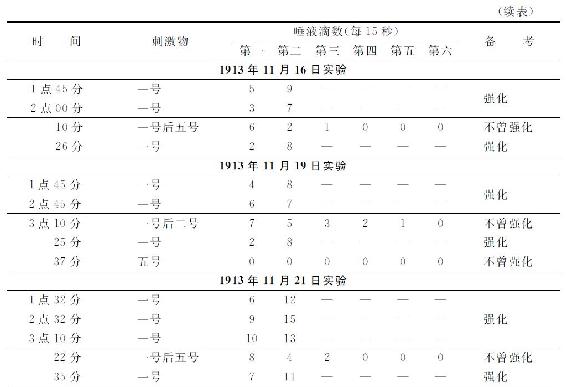 （续表）
时 间 刺激物 唾液滴数(每15秒) 备 考
第一 第二 第三 第四 第五 第六
1913年11月16日实验
1点45分 一号 5 9 — — — — 强化
2点00分 一号 3 7 — — — —
10分 一号后五号 6 2 1 0 0 0 不曾强化
26分 一号 2 8 — — — — 强化
1913年11月19日实验
1点45分 一号 4 8 — — — — 强化
2点45分 一号 6 7 — — — —
3点10分 一号后二号 7 5 3 2 1 0 不曾强化
25分 一号 2 8 — — — — 强化
37分 五号 0 0 0 0 0 0 不曾强化
1913年11月21日实验
1点32分 一号 6 12 — — — — 强化
2点32分 一号 9 15 — — — —
3点10分 一号 10 13 — — — —
22分 一号后五号 8 4 2 0 0 0 不曾强化
35分 一号 7 11 — — — — 强化